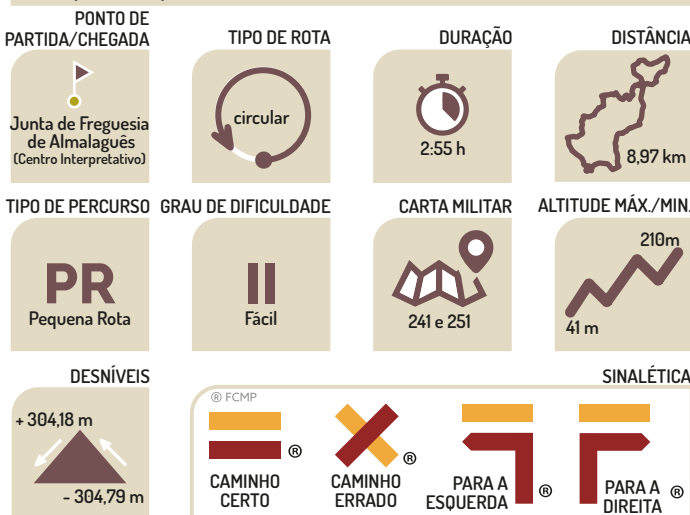 PONTO DE
PARTIDA/CHEGADA
Junta de Freguesia
de Almalaguês
(Centro Interpretativo)
TIPO DE ROTA
circular
DURAÇÃO
2:55 h
DISTÂNCIA
8,97 km
TIPO DE PERCURSO
PR
Pequena Rota
GRAU DE DIFICULDADE
II
Fácil
CARTA MILITAR
241 e 251
ALTITUDE MÁX./MIN.
210m
41 m
DESNÍVEIS
+ 304,18 m
- 304,79 m
SINALÉTICA
® FCMP
®
CAMINHO
CERTO
®
CAMINHO
ERRADO
PARA A
ESQUERDA
®
PARA A
DIREITA
®